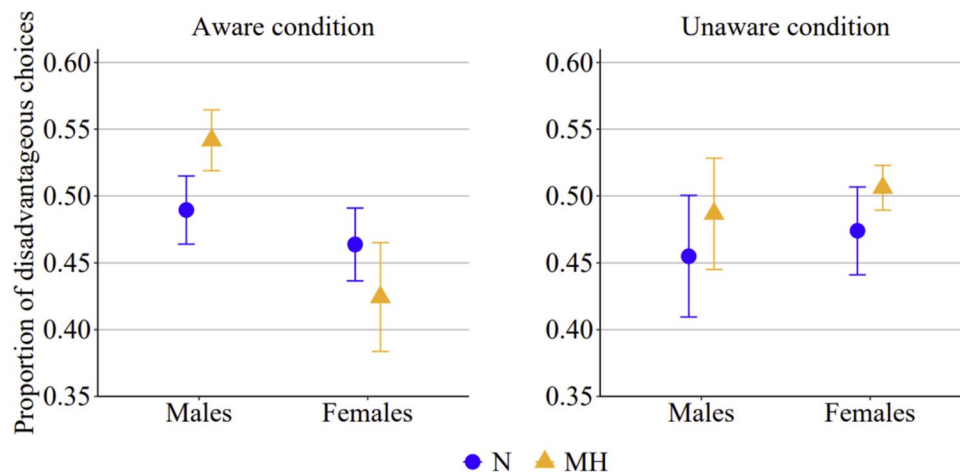 Aware condition
Unaware condition
Proportion of disadvantageous choices
0.60
0.55
0.50
0.45
0.40
0.35
Males Females
0.60
0.55
0.50
0.45
0.40
0.35
Males Females
N MH